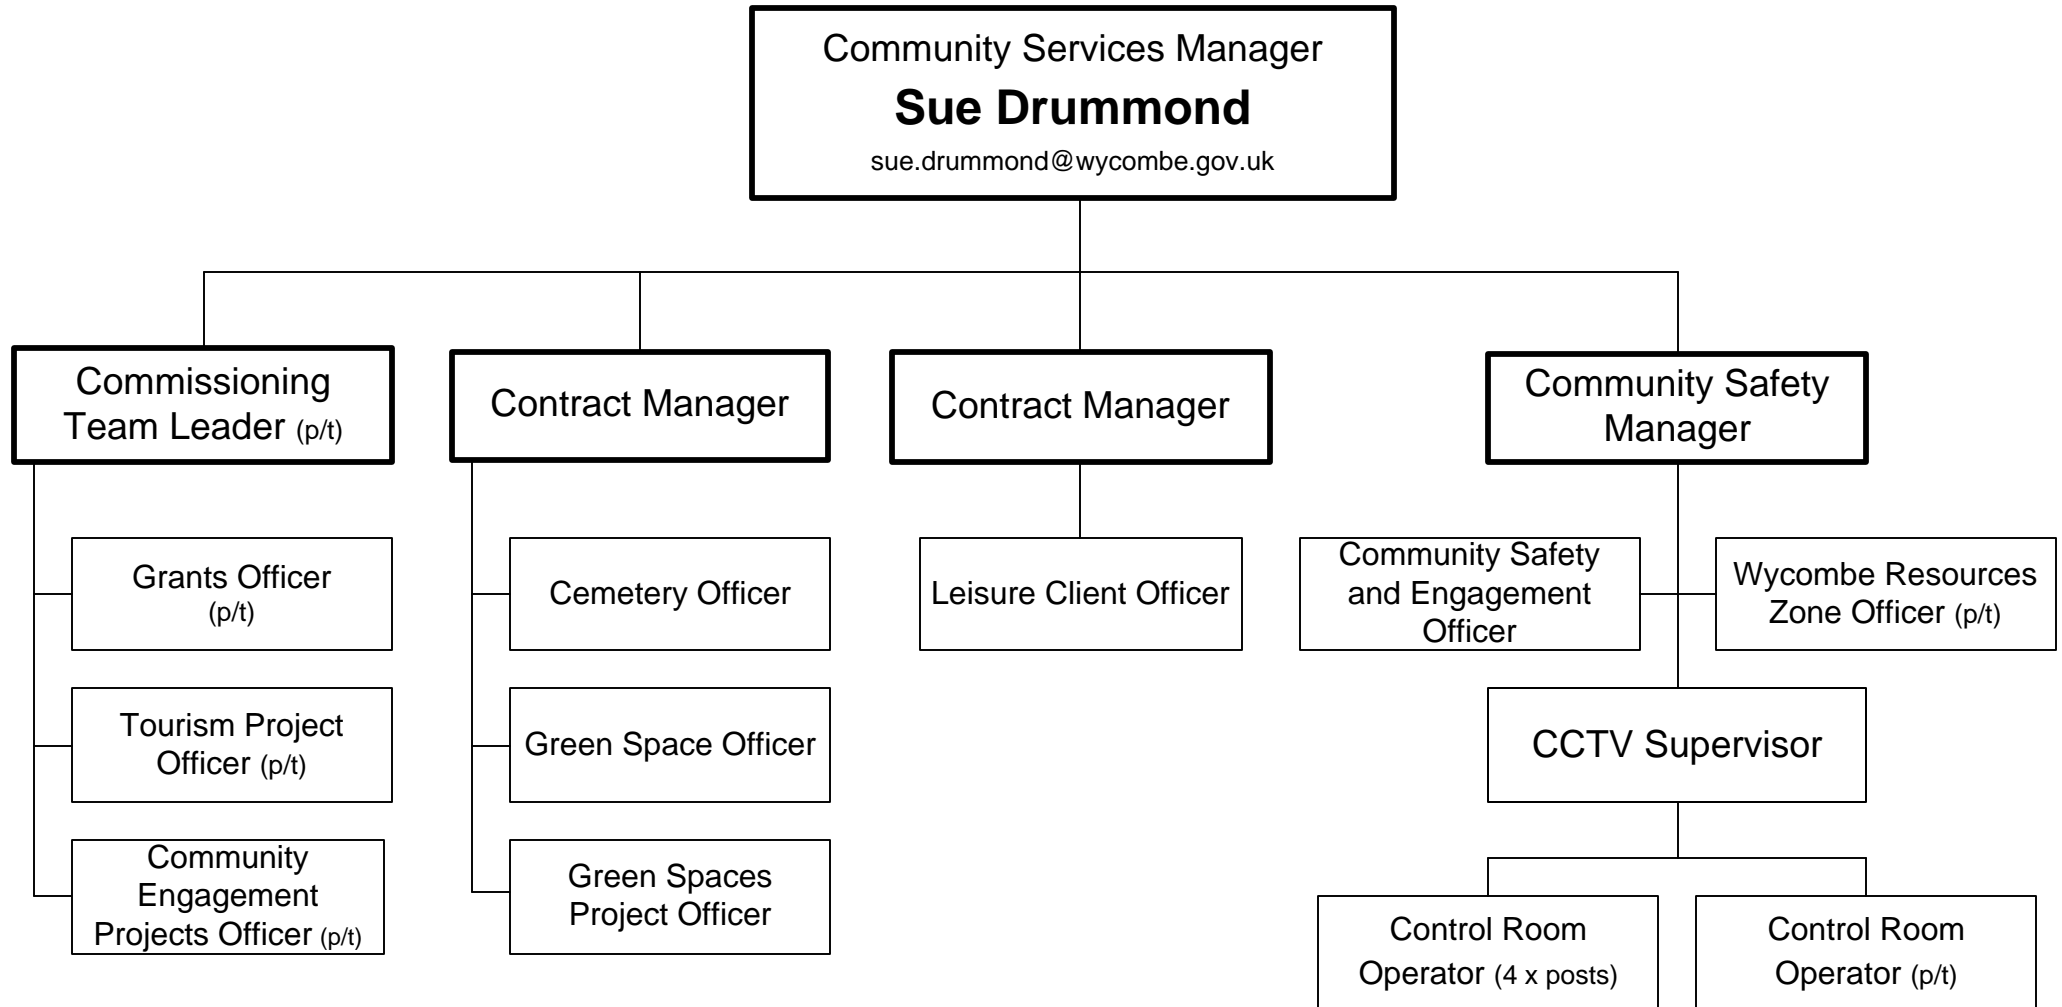 Community Services Manager
Sue Drummond
sue.drummond@wycombe.gov.uk
Commissioning
Team Leader (p/t)
Contract Manager
Contract Manager
Community Safety
Manager
Grants Officer
(p/t)
Cemetery Officer
Leisure Client Officer
Community Safety
and Engagement
Officer
Wycombe Resources
Zone Officer (p/t)
Tourism Project
Officer (p/t)
Green Space Officer
CCTV Supervisor
Community
Engagement
Projects Officer (p/t)
Green Spaces
Project Officer
Control Room
Operator (4 x posts)
Control Room
Operator (p/t)